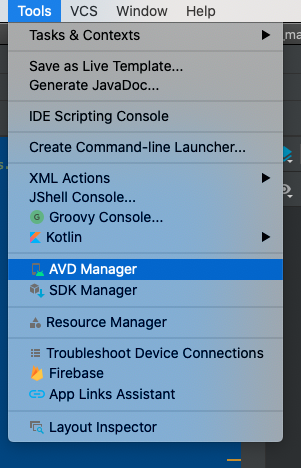 Tools VCS Window Help
Tasks & Contexts
_ma
Save as Live Template...
Generate JavaDoc...
IDE Scripting Console
Create Command-line Launcher...
XML Actions
JShell Console...
G Groovy Console...
Kotlin
AVD Manager
SDK Manager
Resource Manager
Troubleshoot Device Connections
Firebase
App Links Assistant
Layout Inspector